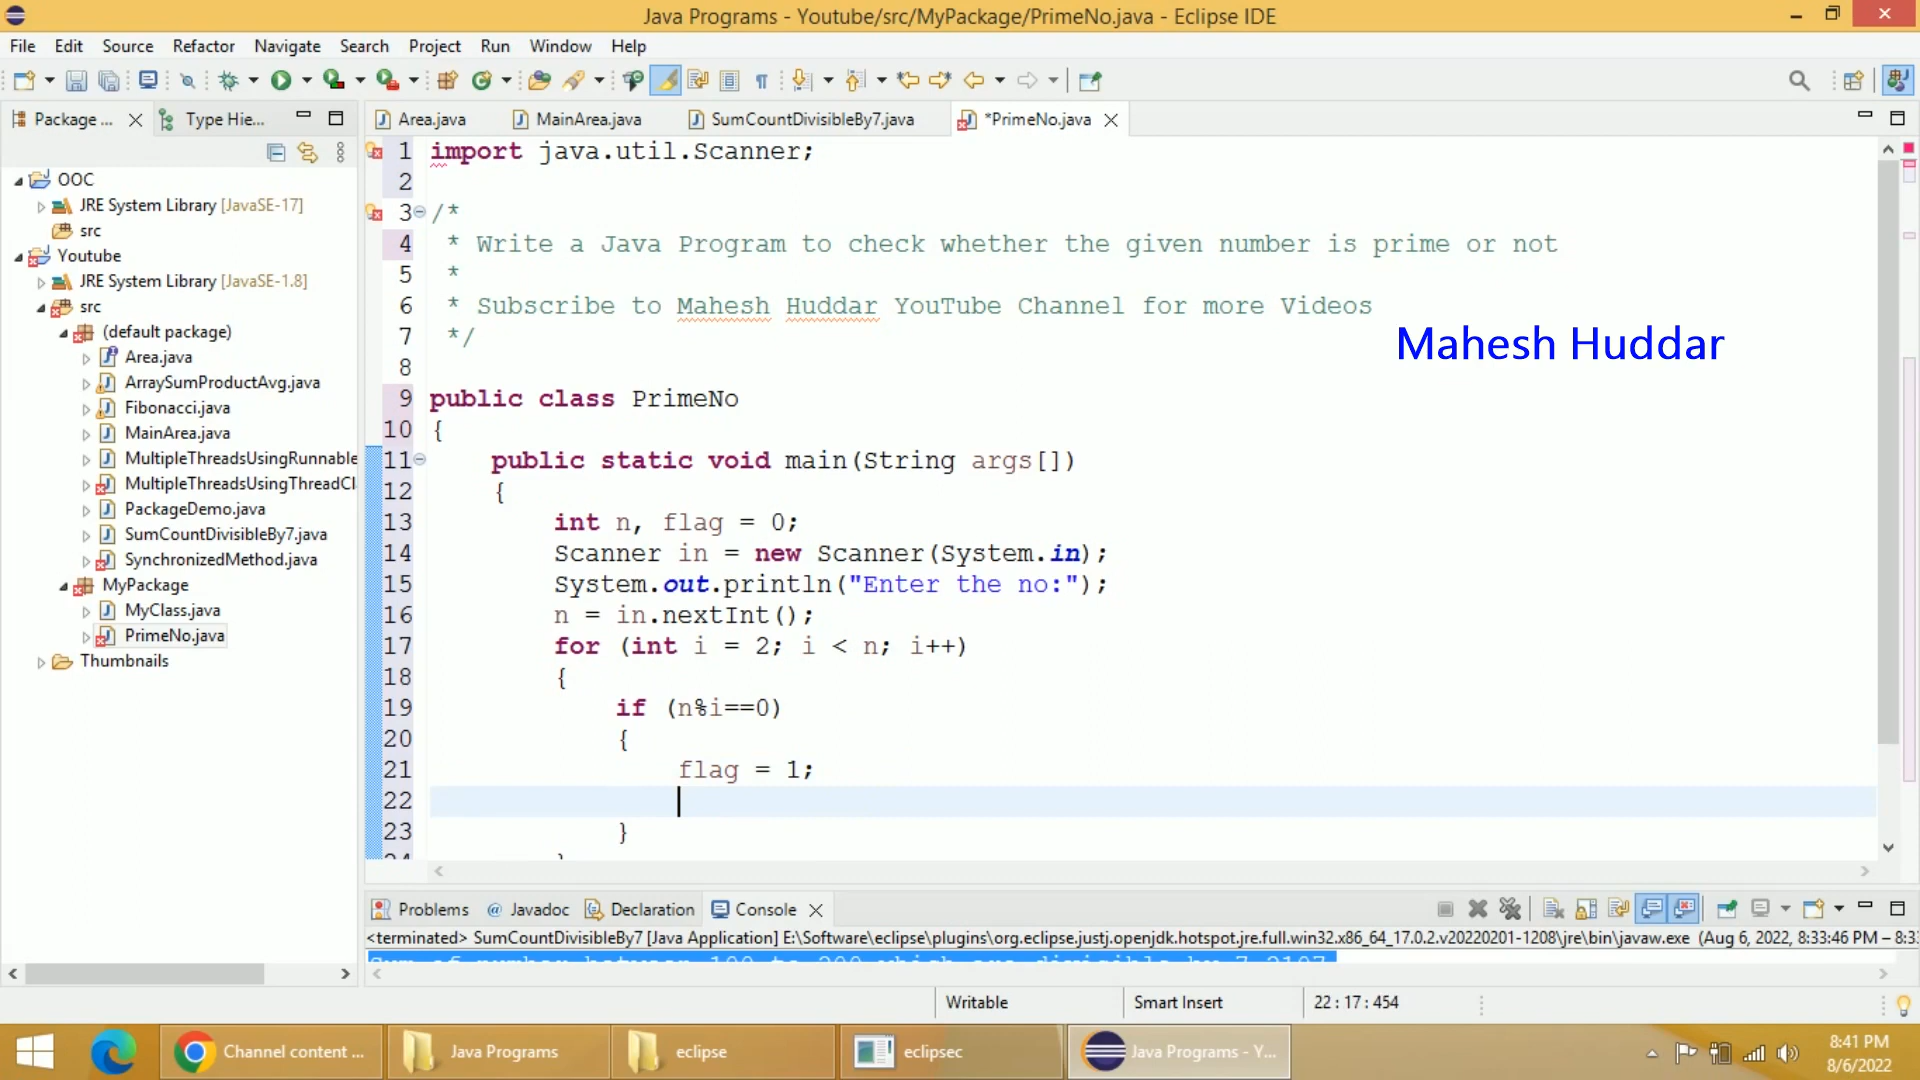 Java Programs - Youtube/src/MyPackage/PrimeNo.java - Eclipse IDE
File Edit Source Refactor Navigate Search Project Run Window Help
Package ... Type Hie...
Area.java MainArea.java SumCountDivisibleBy7.java *PrimeNo.java
OOC
JRE System Library [JavaSE-17]
src
Youtube
JRE System Library [JavaSE-1.8]
src
(default package)
Area.java
ArraySumProductAvg.java
Fibonacci.java
MainArea.java
MultipleThreadsUsingRunnable
MultipleThreadsUsingThreadCl
PackageDemo.java
SumCountDivisibleBy7.java
SynchronizedMethod.java
MyPackage
MyClass.java
PrimeNo.java
Thumbnails
1 import java.util.Scanner;
2
3 /*
4 * Write a Java Program to check whether the given number is prime or not
5 *
6 * Subscribe to Mahesh Huddar YouTube Channel for more Videos
7 */
Mahesh Huddar
8
9 public class PrimeNo
10 {
11 public static void main(String args[])
12 {
13 int n, flag = 0;
14 Scanner in = new Scanner(System.in);
15 System.out.println("Enter the no:");
16 n = in.nextInt();
17 for (int i = 2; i < n; i++)
18 {
19 if (n%i==0)
20 {
21 flag = 1;
22
23 }
Problems @ Javadoc Declaration Console
<terminated> SumCountDivisibleBy7 [Java Application] E:\Software\eclipse\plugins\org.eclipse.justj.openjdk.hotspot.jre.full.win32.x86_64_17.0.2.v20220201-1208\jre\bin\javaw.exe (Aug 6, 2022, 8:33:46 PM – 8:33
Writable Smart Insert 22 : 17 : 454
Channel content ... Java Programs eclipse eclipsec Java Programs - Y...
8:41 PM
8/6/2022